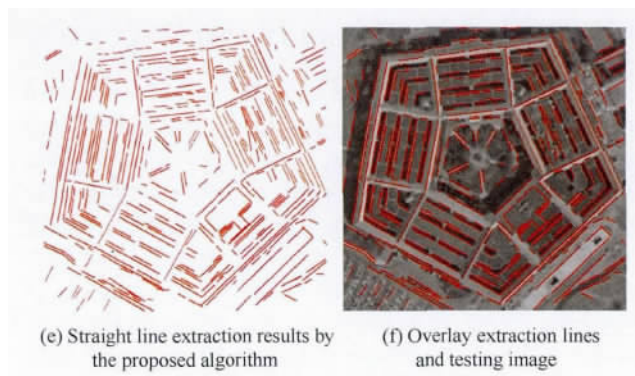 (e) Straight line extraction results by
the proposed algorithm
(f) Overlay extraction lines
and testing image